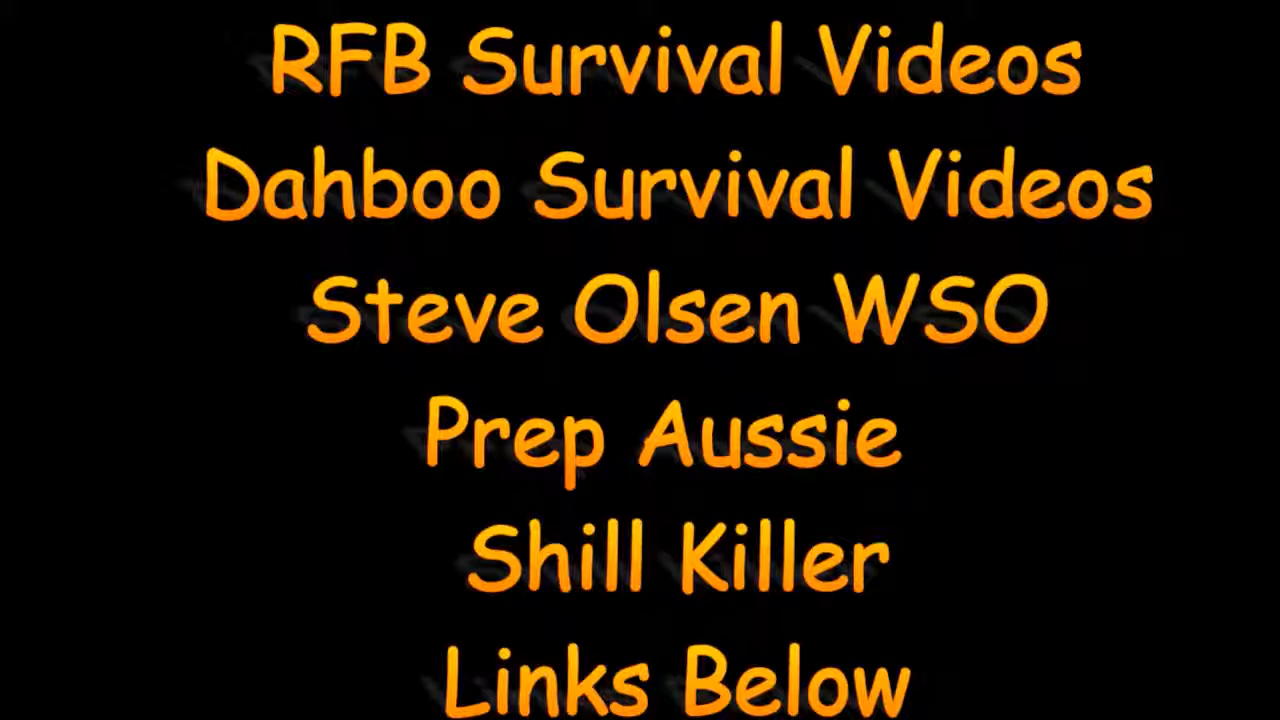 RFB Survival Videos
Dahboo Survival Videos
Steve Olsen WSO
Prep Aussie
Shill Killer
Links Below